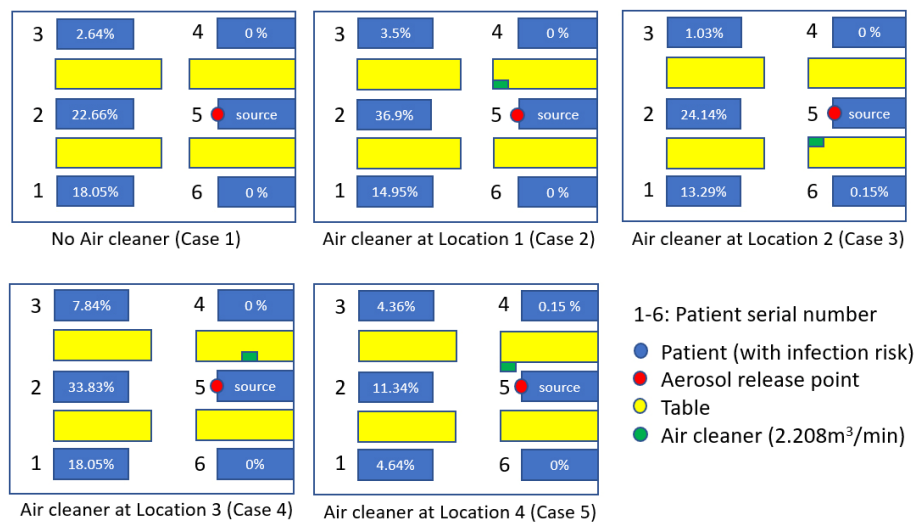 3 2.64% 4 0 %
2 22.66% 5 source
1 18.05% 6 0 %
No Air cleaner (Case 1)
3 3.5% 4 0 %
2 36.9% 5 source
1 14.95% 6 0 %
Air cleaner at Location 1 (Case 2)
3 1.03% 4 0 %
2 24.14% 5 source
1 13.29% 6 0.15%
Air cleaner at Location 2 (Case 3)
3 7.84% 4 0 %
2 33.83% 5 source
1 18.05% 6 0%
Air cleaner at Location 3 (Case 4)
3 4.36% 4 0.15 %
2 11.34% 5 source
1 4.64% 6 0%
Air cleaner at Location 4 (Case 5)
1-6: Patient serial number
Patient (with infection risk)
Aerosol release point
Table
Air cleaner (2.208m³/min)